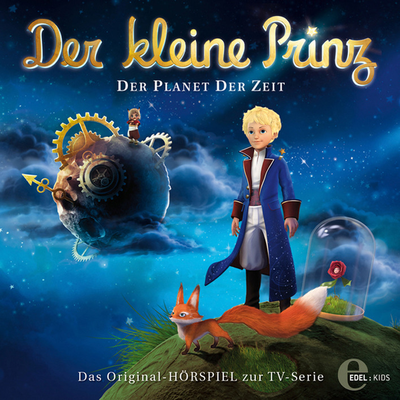 Der kleine Prinz
DER PLANET DER ZEIT
Das Original-HÖRSPIEL zur TV-Serie
EDEL:KIDS